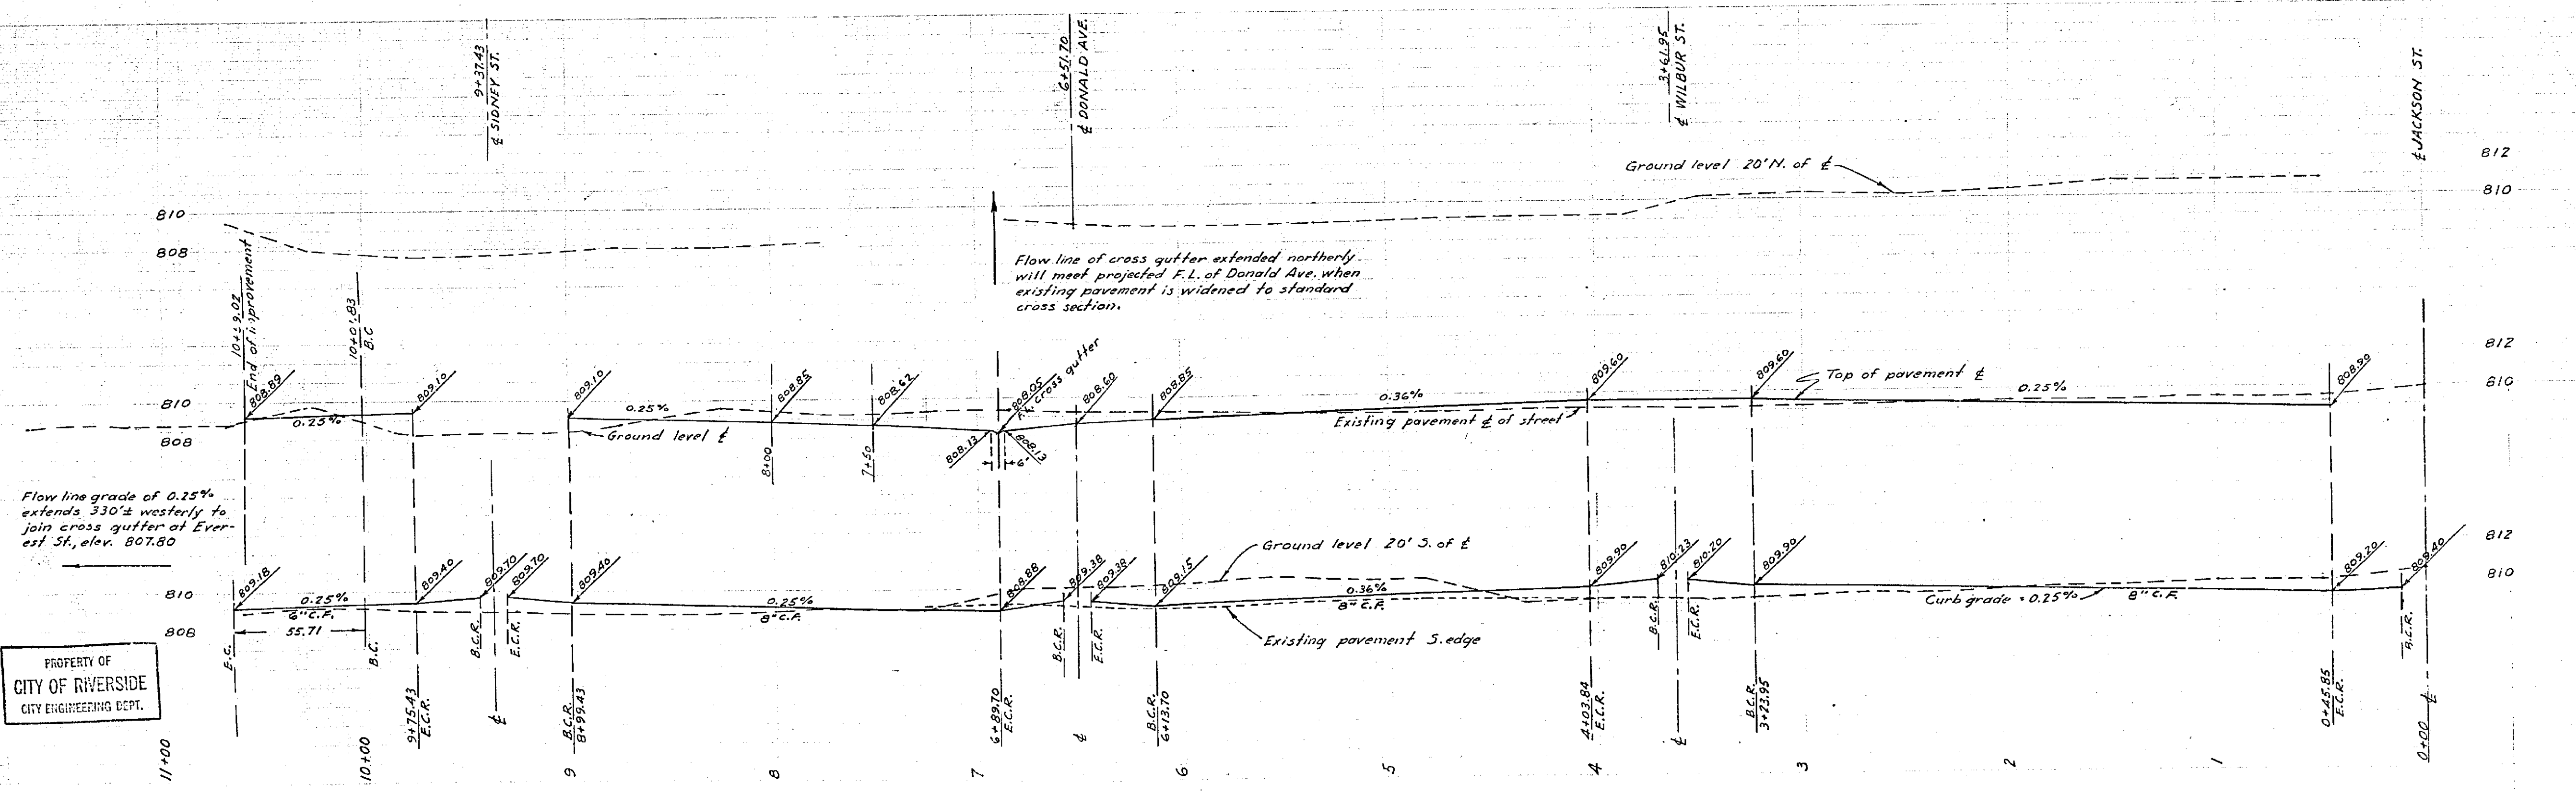 9+37.43
℄ SIDNEY ST.
6+51.70
℄ DONALD AVE.
3+61.95
℄ WILBUR ST.
℄ JACKSON ST.
812
810
Ground level 20' N. of ℄
810
808
Flow line of cross gutter extended northerly
will meet projected F.L. of Donald Ave. when
existing pavement is widened to standard
cross section.
End of improvement
10+01.83
B.C
812
810
810
808
808.89
0.25%
809.10
809.10
0.25%
Ground level ℄
808.85
8+00
808.62
7+50
808.13
808.05
F.L. cross gutter
808.13
6'
808.60
808.85
0.36%
Existing pavement ℄ of street
809.60
809.60
Top of pavement ℄
0.25%
808.90
Flow line grade of 0.25%
extends 330'± westerly to
join cross gutter at Ever-
est St., elev. 807.80
812
810
810
808
809.18
0.25%
6" C.F.
55.71
E.C.
B.C.
809.40
809.70
809.70
809.40
B.C.R.
E.C.R.
0.25%
8" C.F.
808.88
809.38
809.38
809.15
B.C.R.
E.C.R.
Ground level 20' S. of ℄
0.36%
8" C.F.
Existing pavement S. edge
809.90
810.23
810.20
809.90
B.C.R.
E.C.R.
Curb grade = 0.25%
8" C.F.
809.20
809.40
B.C.R.
9+75.43
E.C.R.
℄
B.C.R.
8+99.43
6+89.70
E.C.R.
℄
B.C.R.
6+13.70
4+03.84
E.C.R.
℄
B.C.R.
3+23.95
0+45.85
E.C.R.
0+00
℄
PROPERTY OF
CITY OF RIVERSIDE
CITY ENGINEERING DEPT.
11+00
10+00
9
8
7
6
5
4
3
2
1